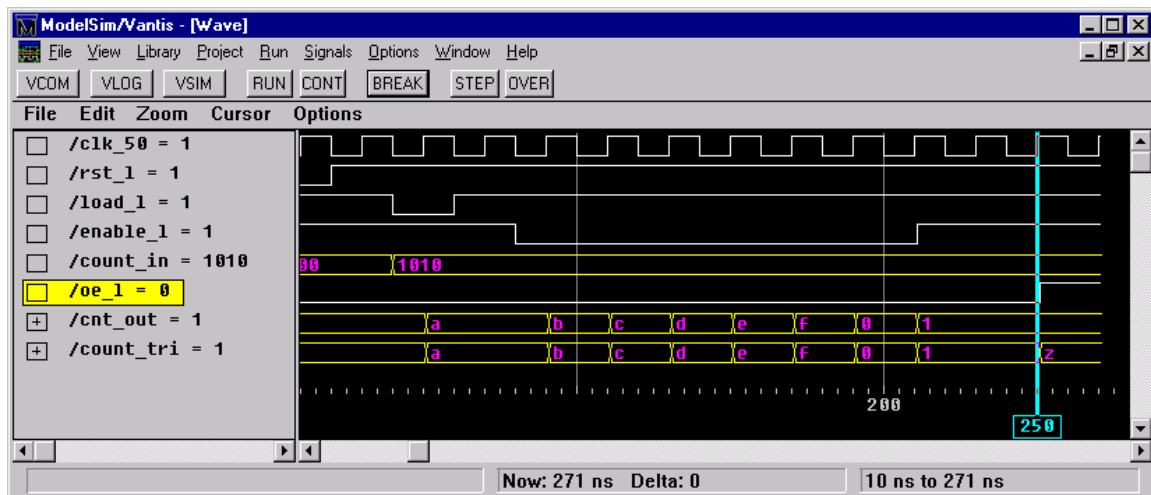 ModelSim/Vantis - [Wave]
File View Library Project Run Signals Options Window Help
VCOM VLOG VSIM RUN CONT BREAK STEP OVER
File Edit Zoom Cursor Options
/clk_50 = 1
/rst_l = 1
/load_l = 1
/enable_l = 1
/count_in = 1010 00 1010
/oe_l = 0
/cnt_out = 1 a b c d e f 0 1
/count_tri = 1 a b c d e f 0 1 z
200
250
Now: 271 ns Delta: 0 10 ns to 271 ns